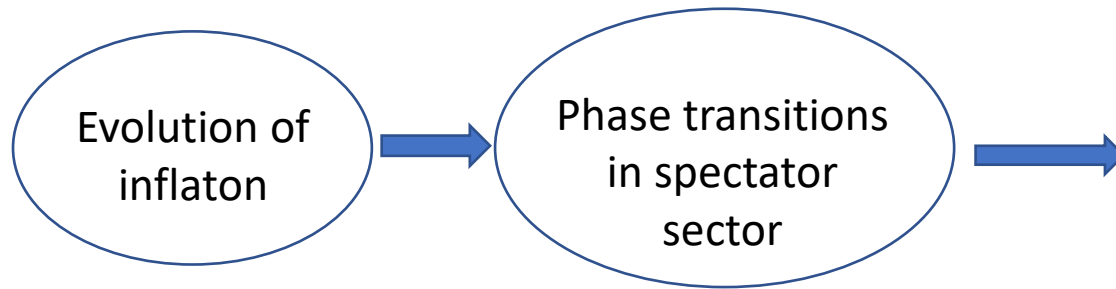 Evolution of
inflaton
Phase transitions
in spectator
sector